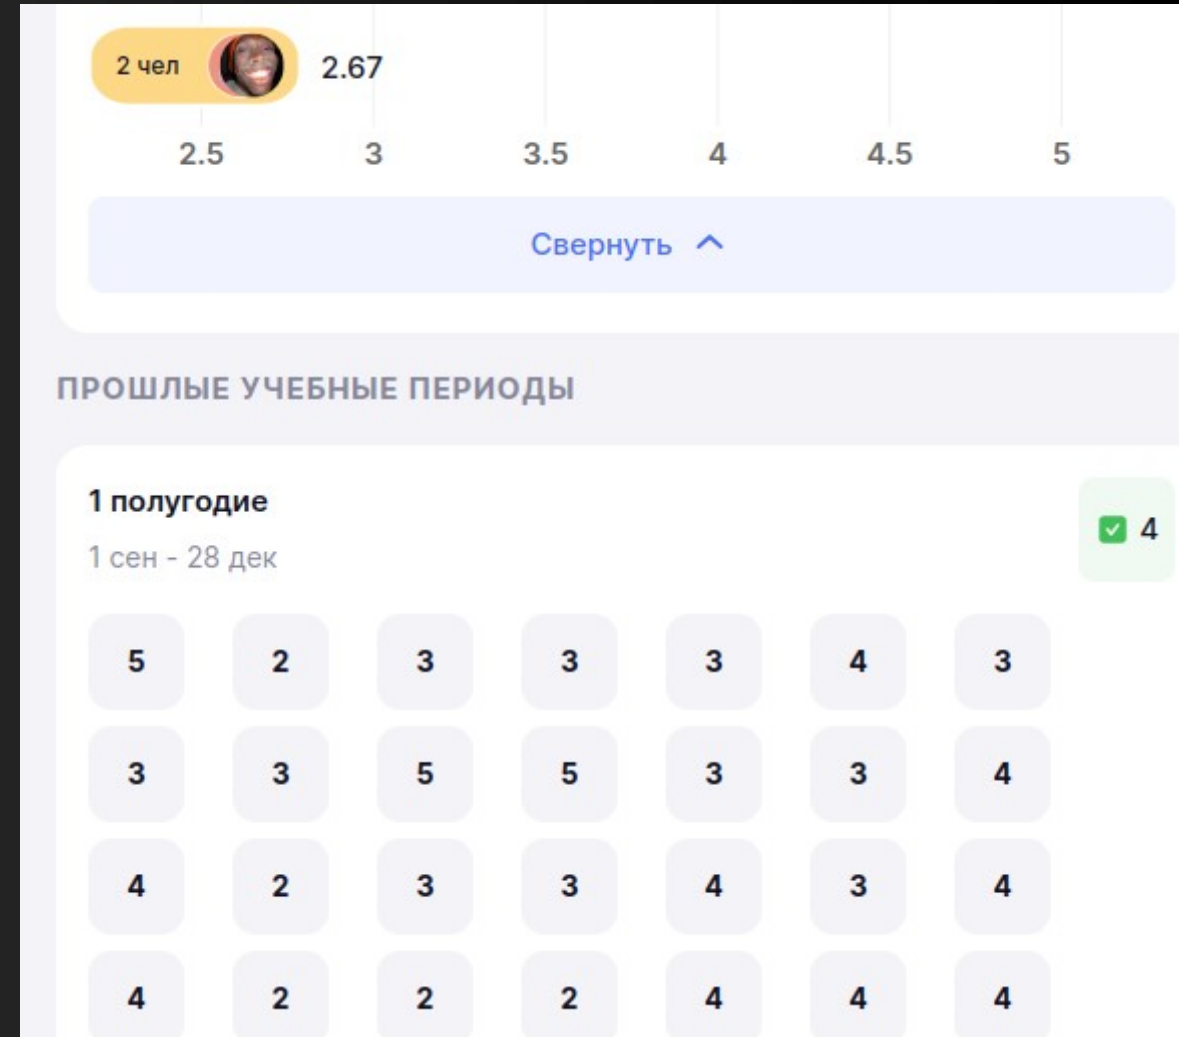 2 чел 2.67
2.5 3 3.5 4 4.5 5
Свернуть
ПРОШЛЫЕ УЧЕБНЫЕ ПЕРИОДЫ
1 полугодие
4
1 сен - 28 дек
5 2 3 3 3 4 3
3 3 5 5 3 3 4
4 2 3 3 4 3 4
4 2 2 2 4 4 4